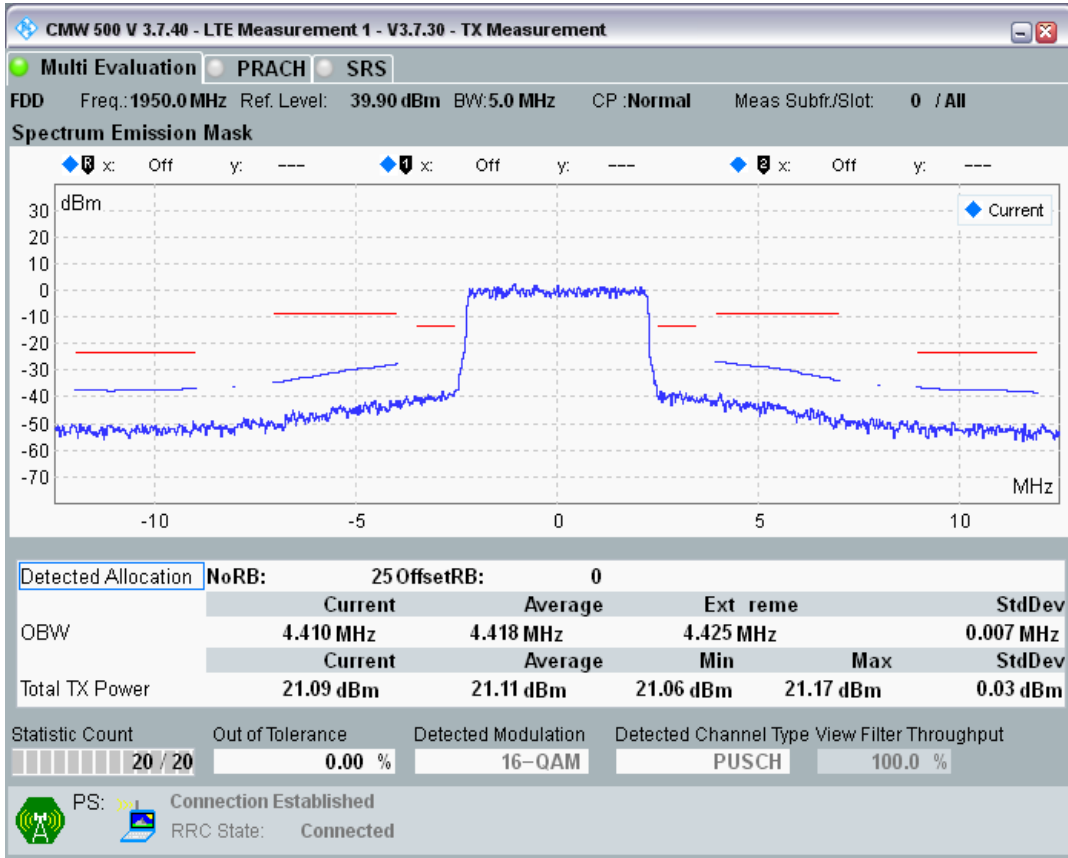 CMW 500 V 3.7.40 - LTE Measurement 1 - V3.7.30 - TX Measurement
Multi Evaluation PRACH SRS
FDD Freq.: 1950.0 MHz Ref. Level: 39.90 dBm BW: 5.0 MHz CP : Normal Meas Subfr./Slot: 0 / All
Spectrum Emission Mask
R x: Off y: --- 1 x: Off y: --- 2 x: Off y: ---
dBm
Current
30
20
10
0
-10
-20
-30
-40
-50
-60
-70
MHz
-10 -5 0 5 10
Detected Allocation NoRB: 25 OffsetRB: 0
Current Average Ext reme StdDev
OBW 4.410 MHz 4.418 MHz 4.425 MHz 0.007 MHz
Current Average Min Max StdDev
Total TX Power 21.09 dBm 21.11 dBm 21.06 dBm 21.17 dBm 0.03 dBm
Statistic Count Out of Tolerance Detected Modulation Detected Channel Type View Filter Throughput
20 / 20 0.00 % 16-QAM PUSCH 100.0 %
PS: Connection Established
RRC State: Connected